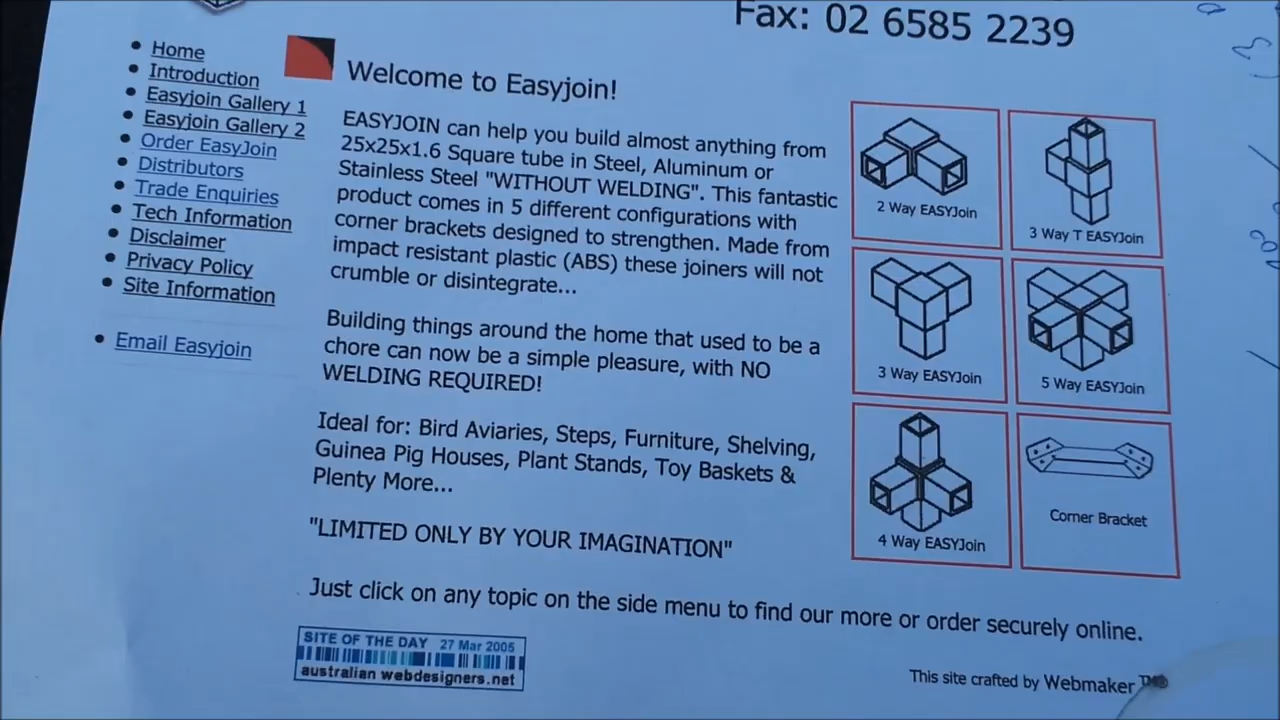 Fax: 02 6585 2239
Home
Introduction
Easyjoin Gallery 1
Easyjoin Gallery 2
Order EasyJoin
Distributors
Trade Enquiries
Tech Information
Disclaimer
Privacy Policy
Site Information
Email Easyjoin
Welcome to Easyjoin!
EASYJOIN can help you build almost anything from
25x25x1.6 Square tube in Steel, Aluminum or
Stainless Steel "WITHOUT WELDING". This fantastic
product comes in 5 different configurations with
corner brackets designed to strengthen. Made from
impact resistant plastic (ABS) these joiners will not
crumble or disintegrate...
Building things around the home that used to be a
chore can now be a simple pleasure, with NO
WELDING REQUIRED!
Ideal for: Bird Aviaries, Steps, Furniture, Shelving,
Guinea Pig Houses, Plant Stands, Toy Baskets &
Plenty More...
"LIMITED ONLY BY YOUR IMAGINATION"
2 Way EASYJoin
3 Way T EASYJoin
3 Way EASYJoin
5 Way EASYJoin
4 Way EASYJoin
Corner Bracket
Just click on any topic on the side menu to find our more or order securely online.
SITE OF THE DAY 27 Mar 2005
australian webdesigners.net
This site crafted by Webmaker